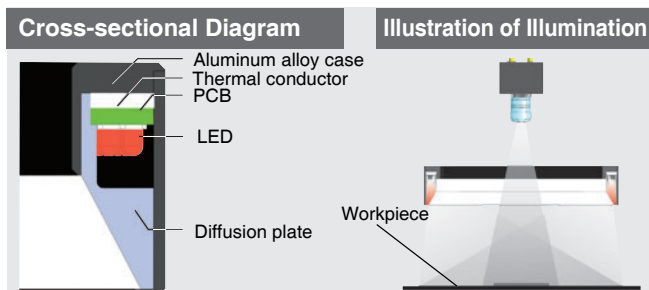 Cross-sectional Diagram
Aluminum alloy case
Thermal conductor
PCB
LED
Diffusion plate
Illustration of Illumination
Workpiece